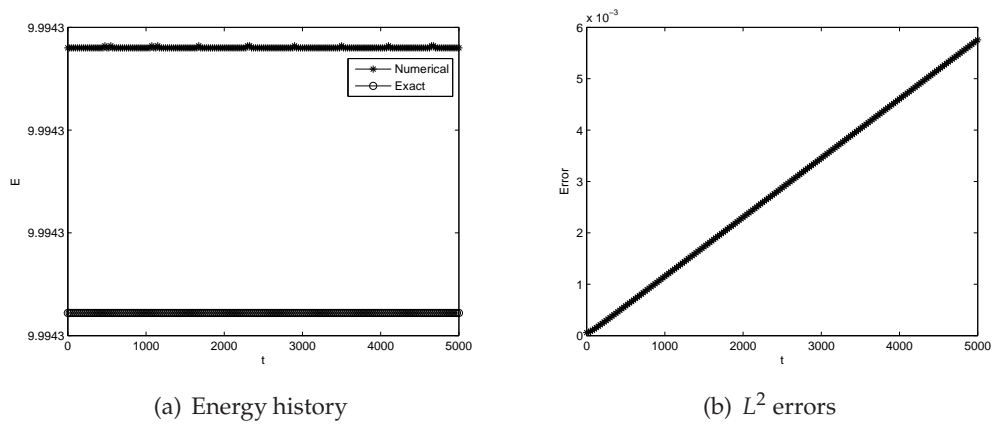 9.9943
9.9943
9.9943
9.9943
E
0 1000 2000 3000 4000 5000
t
Numerical
Exact
(a) Energy history
x 10⁻³
6
5
4
3
2
1
0
Error
0 1000 2000 3000 4000 5000
t
(b) L² errors